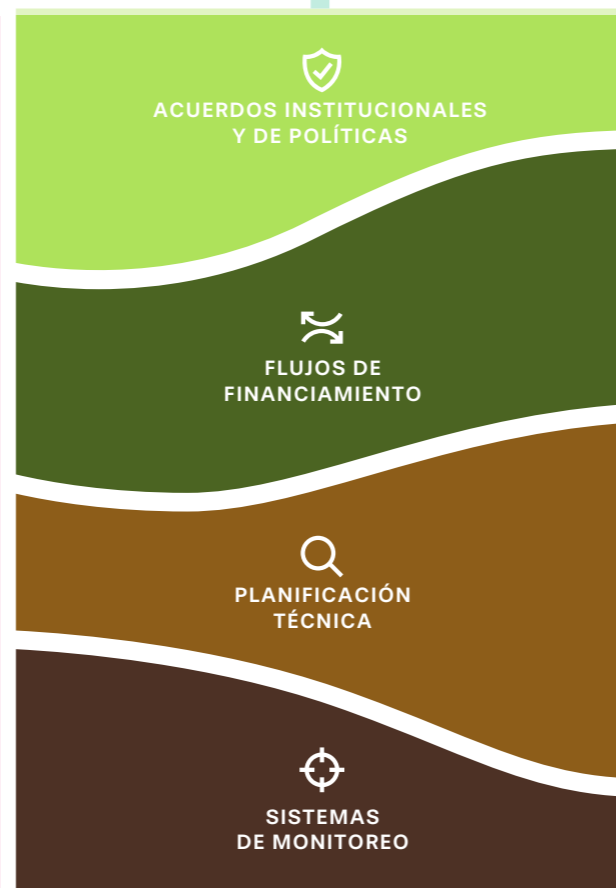 ACUERDOS INSTITUCIONALES
Y DE POLÍTICAS
FLUJOS DE
FINANCIAMIENTO
PLANIFICACIÓN
TÉCNICA
SISTEMAS
DE MONITOREO